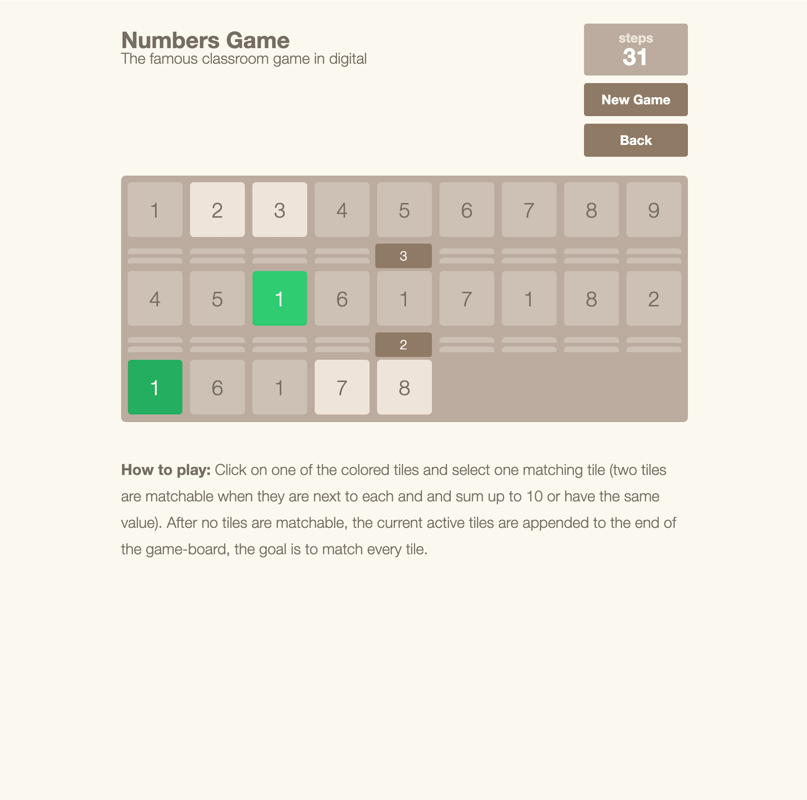 Numbers Game
The famous classroom game in digital
steps
31
New Game
Back
1 2 3 4 5 6 7 8 9
3
4 5 1 6 1 7 1 8 2
2
1 6 1 7 8
How to play: Click on one of the colored tiles and select one matching tile (two tiles
are matchable when they are next to each and and sum up to 10 or have the same
value). After no tiles are matchable, the current active tiles are appended to the end of
the game-board, the goal is to match every tile.